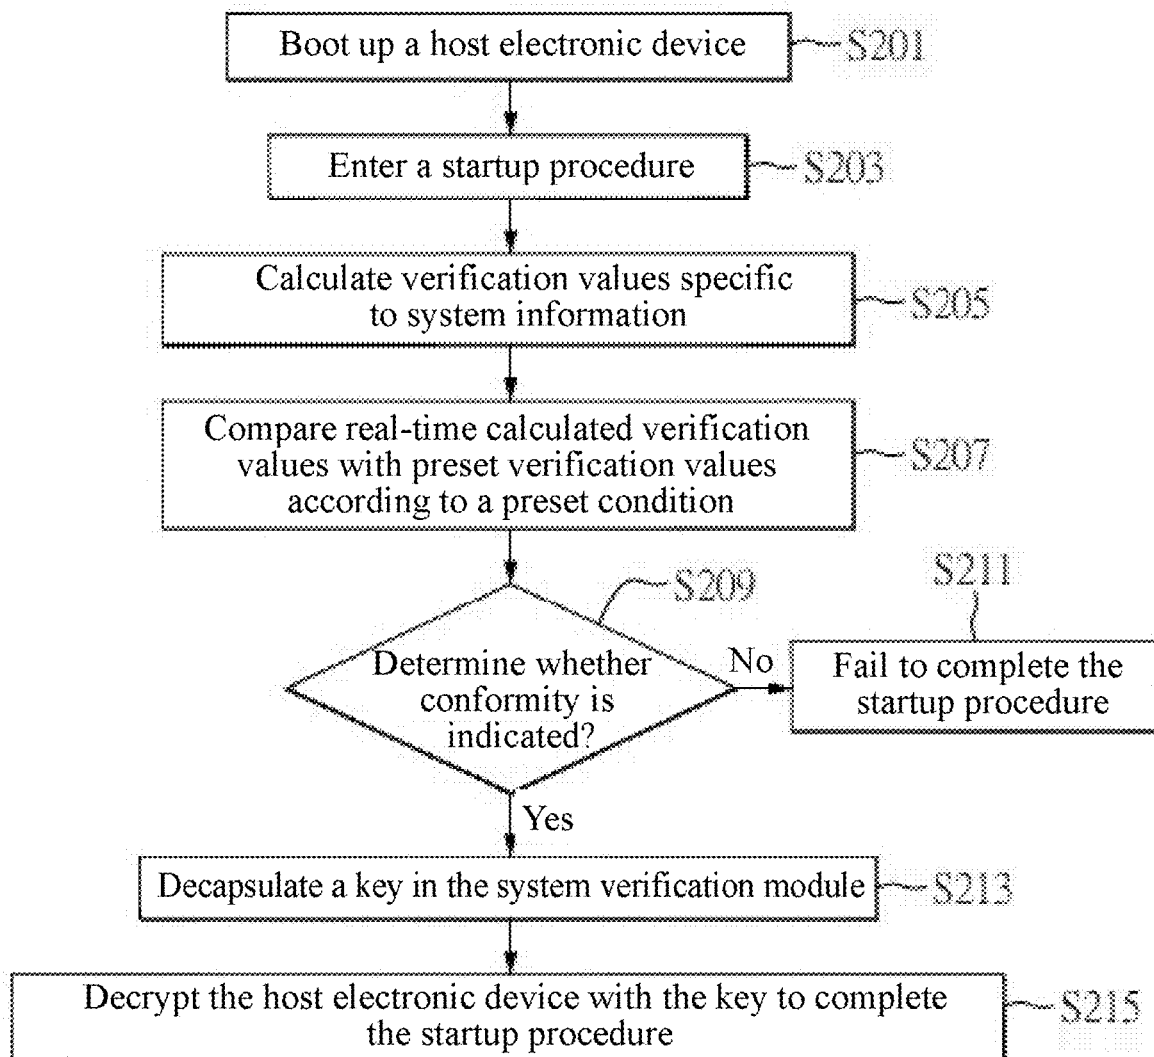 Boot up a host electronic device
S201
Enter a startup procedure
S203
Calculate verification values specific
to system information
S205
Compare real-time calculated verification
values with preset verification values
according to a preset condition
S207
S209
Determine whether
conformity is
indicated?
No
S211
Fail to complete the
startup procedure
Yes
Decapsulate a key in the system verification module
S213
Decrypt the host electronic device with the key to complete
the startup procedure
S215